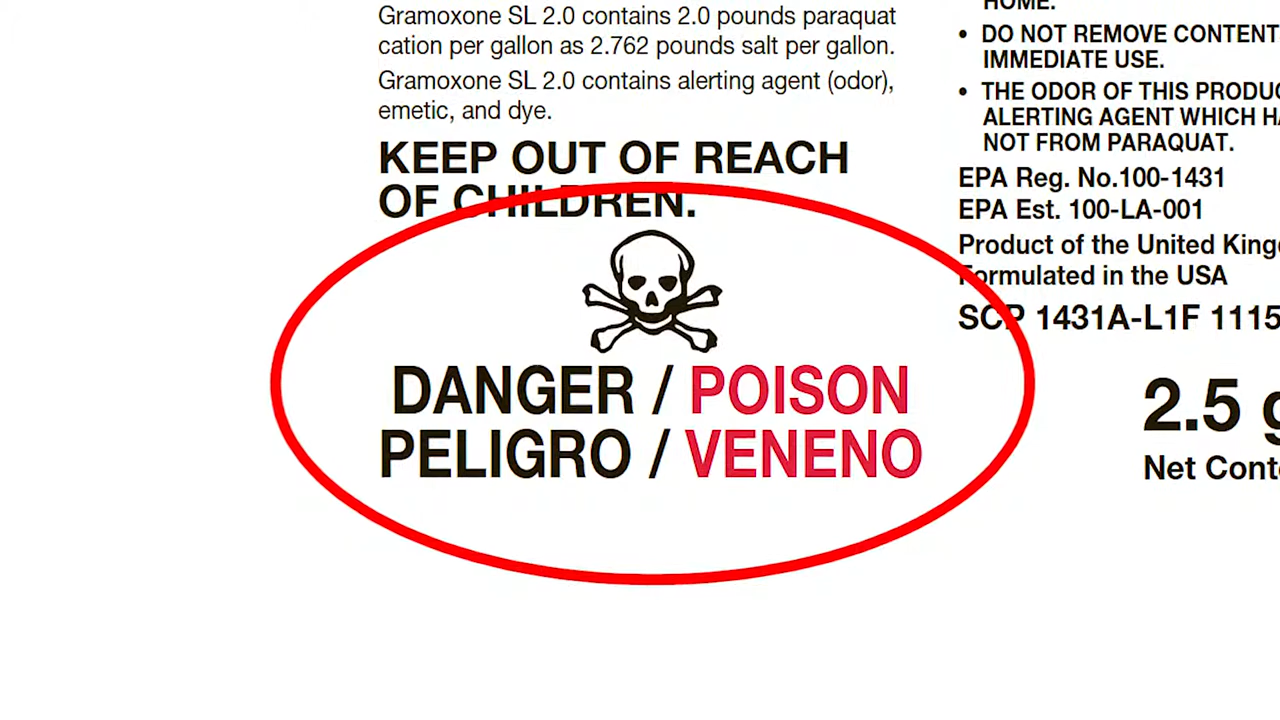 Gramoxone SL 2.0 contains 2.0 pounds paraquat
cation per gallon as 2.762 pounds salt per gallon.
Gramoxone SL 2.0 contains alerting agent (odor),
emetic, and dye.
KEEP OUT OF REACH
OF CHILDREN.
DANGER / POISON
PELIGRO / VENENO
HOME.
• DO NOT REMOVE CONTENT
IMMEDIATE USE.
• THE ODOR OF THIS
ALERTING AGENT WHICH
NOT FROM PARAQUAT.
EPA Reg. No.100-1431
EPA Est. 100-LA-001
Product of the United
Formulated in the USA
SCP 1431A-L1F 1115
2.5
Net